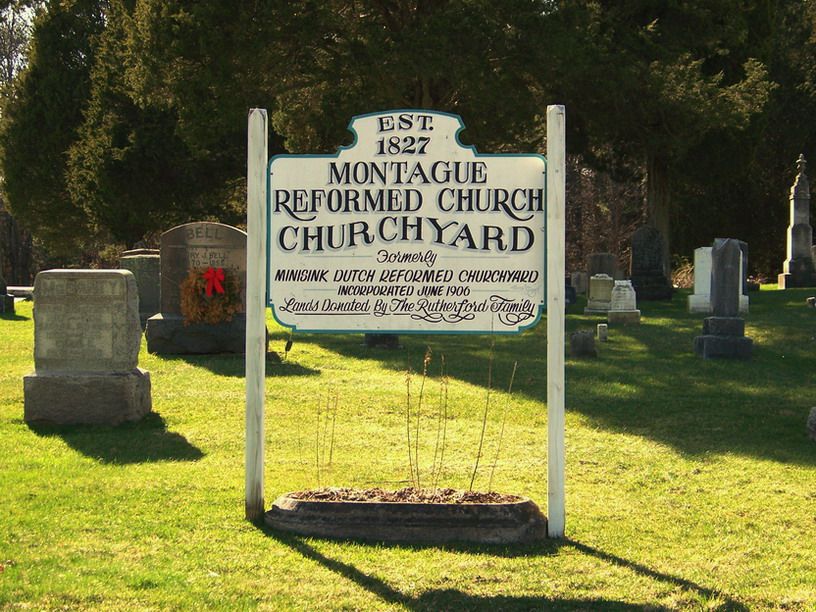 EST.
1827
MONTAGUE
REFORMED CHURCH
CHURCHYARD
Formerly
MINISINK DUTCH REFORMED CHURCHYARD
INCORPORATED JUNE 1906
Lands Donated By The Rutherford Family
BELL